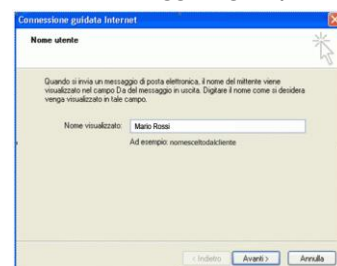 Connessione guidata Internet
Nome utente
Quando si invia un messaggio di posta elettronica, il nome del mittente viene
visualizzato nel campo Da del messaggio in uscita. Digitare il nome come si desidera
venga visualizzato in tale campo.
Nome visualizzato: Mario Rossi
Ad esempio: nomesceltodalcliente
< Indietro Avanti > Annulla